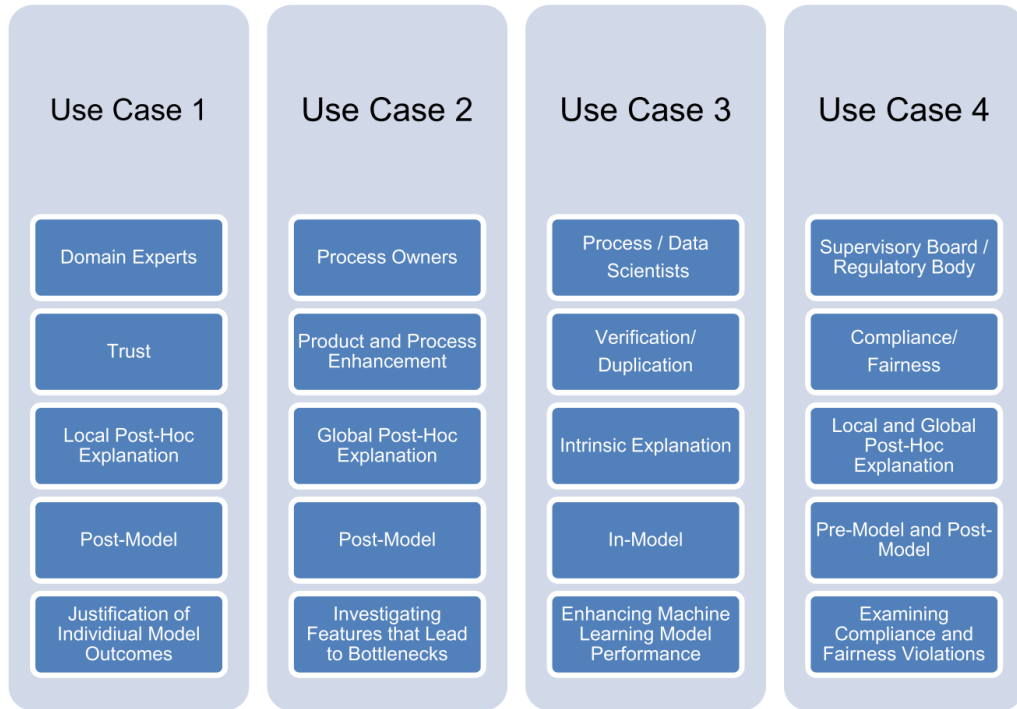 Use Case 1
Domain Experts
Trust
Local Post-Hoc
Explanation
Post-Model
Justification of
Individiual Model
Outcomes
Use Case 2
Process Owners
Product and Process
Enhancement
Global Post-Hoc
Explanation
Post-Model
Investigating
Features that Lead
to Bottlenecks
Use Case 3
Process / Data
Scientists
Verification/
Duplication
Intrinsic Explanation
In-Model
Enhancing Machine
Learning Model
Performance
Use Case 4
Supervisory Board /
Regulatory Body
Compliance/
Fairness
Local and Global
Post-Hoc
Explanation
Pre-Model and Post-
Model
Examining
Compliance and
Fairness Violations